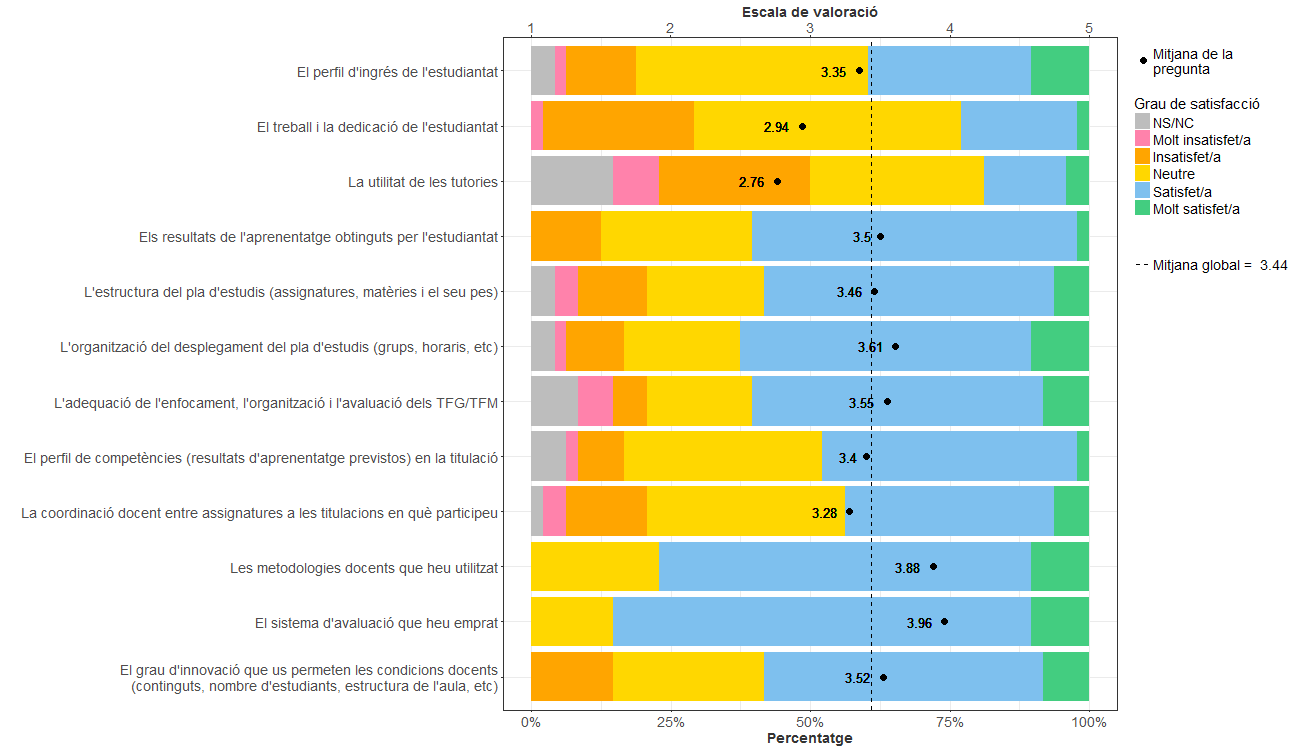 Escala de valoració
1 2 3 4 5
El perfil d'ingrés de l'estudiantat
3.35
El treball i la dedicació de l'estudiantat
2.94
La utilitat de les tutories
2.76
Els resultats de l'aprenentatge obtinguts per l'estudiantat
3.5
L'estructura del pla d'estudis (assignatures, matèries i el seu pes)
3.46
L'organització del desplegament del pla d'estudis (grups, horaris, etc)
3.61
L'adequació de l'enfocament, l'organització i l'avaluació dels TFG/TFM
3.55
El perfil de competències (resultats d'aprenentatge previstos) en la titulació
3.4
La coordinació docent entre assignatures a les titulacions en què participeu
3.28
Les metodologies docents que heu utilitzat
3.88
El sistema d'avaluació que heu emprat
3.96
El grau d'innovació que us permeten les condicions docents
(continguts, nombre d'estudiants, estructura de l'aula, etc)
3.52
0% 25% 50% 75% 100%
Percentatge
Mitjana de la
pregunta
Grau de satisfacció
NS/NC
Molt insatisfet/a
Insatisfet/a
Neutre
Satisfet/a
Molt satisfet/a
Mitjana global = 3.44